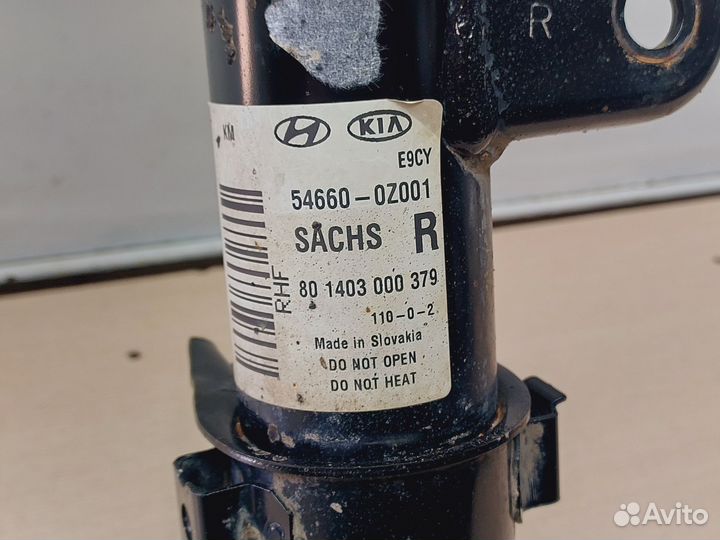 R
KM
KIA
E9CY
54660-0Z001
SACHS R
RHF
80 1403 000 379
110-0-2
Made in Slovakia
DO NOT OPEN
DO NOT HEAT
Avito